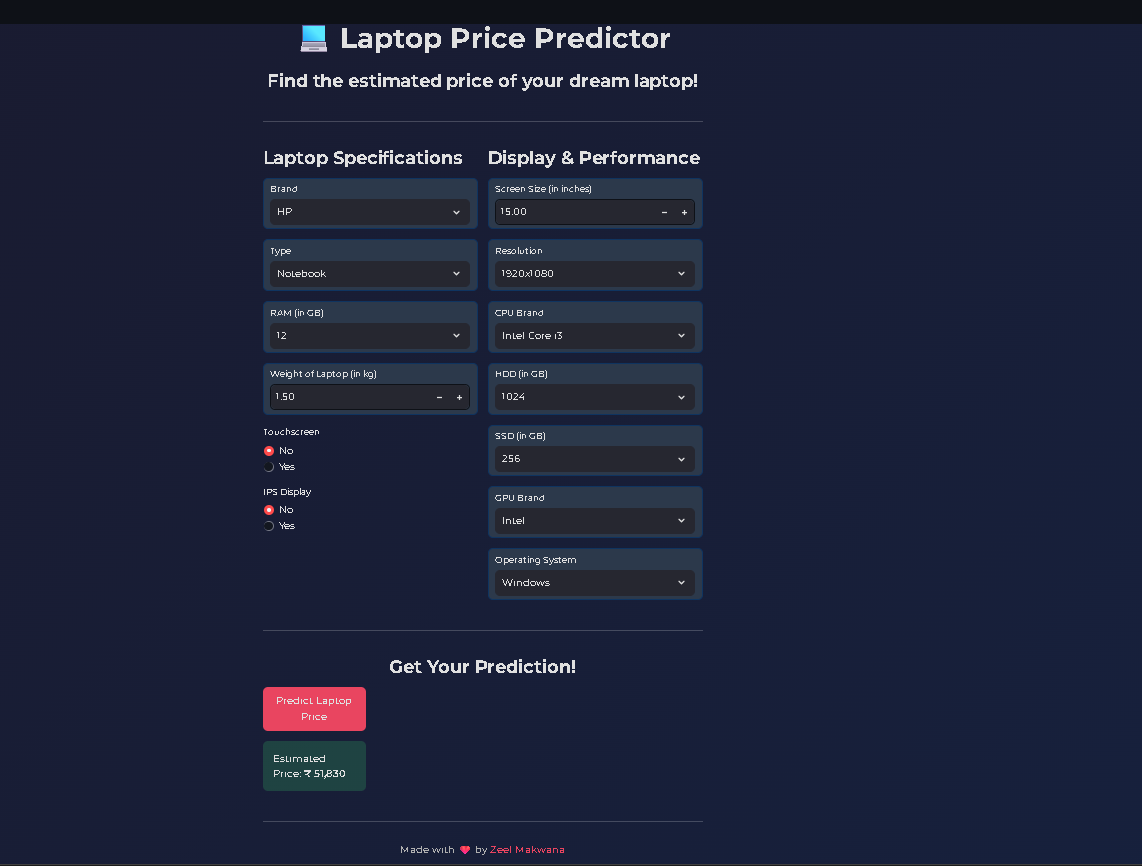 Laptop Price Predictor
Find the estimated price of your dream laptop!
Laptop Specifications
Brand
HP
Type
Notebook
RAM (in GB)
12
Weight of Laptop (in kg)
1.50
Touchscreen
No
Yes
IPS Display
No
Yes
Display & Performance
Screen Size (in inches)
15.00
Resolution
1920x1080
CPU Brand
Intel Core i3
HDD (in GB)
1024
SSD (in GB)
256
GPU Brand
Intel
Operating System
Windows
Get Your Prediction!
Predict Laptop
Price
Estimated
Price: ₹ 51,830
Made with ❤️ by Zeel Makwana